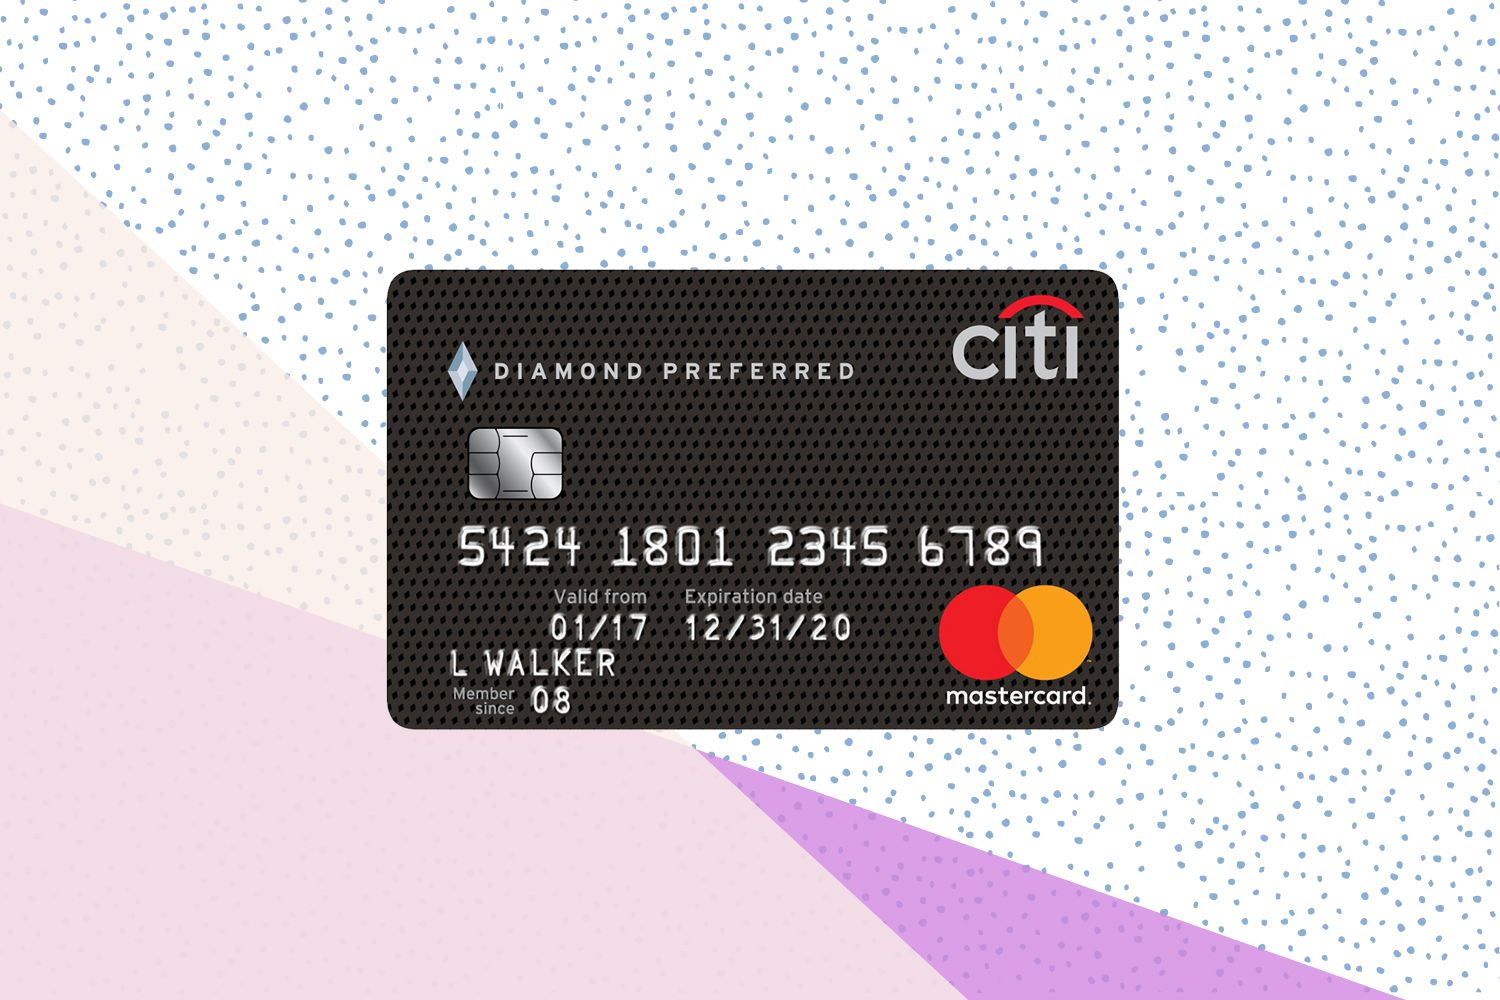 citi
DIAMOND PREFERRED
5424 1801 2345 6789
Valid from Expiration date
01/17 12/31/20
L WALKER
Member since 08
mastercard.